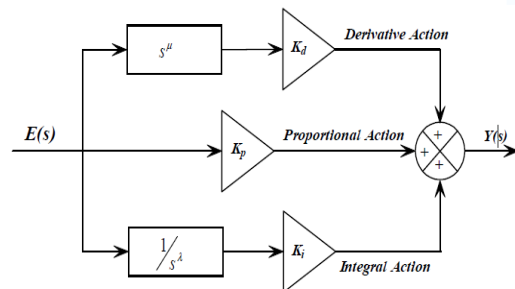 Derivative Action
s^μ
K_d
E(s)
Proportional Action
Y(s)
K_p
+
+
+
1/s^λ
K_i
Integral Action